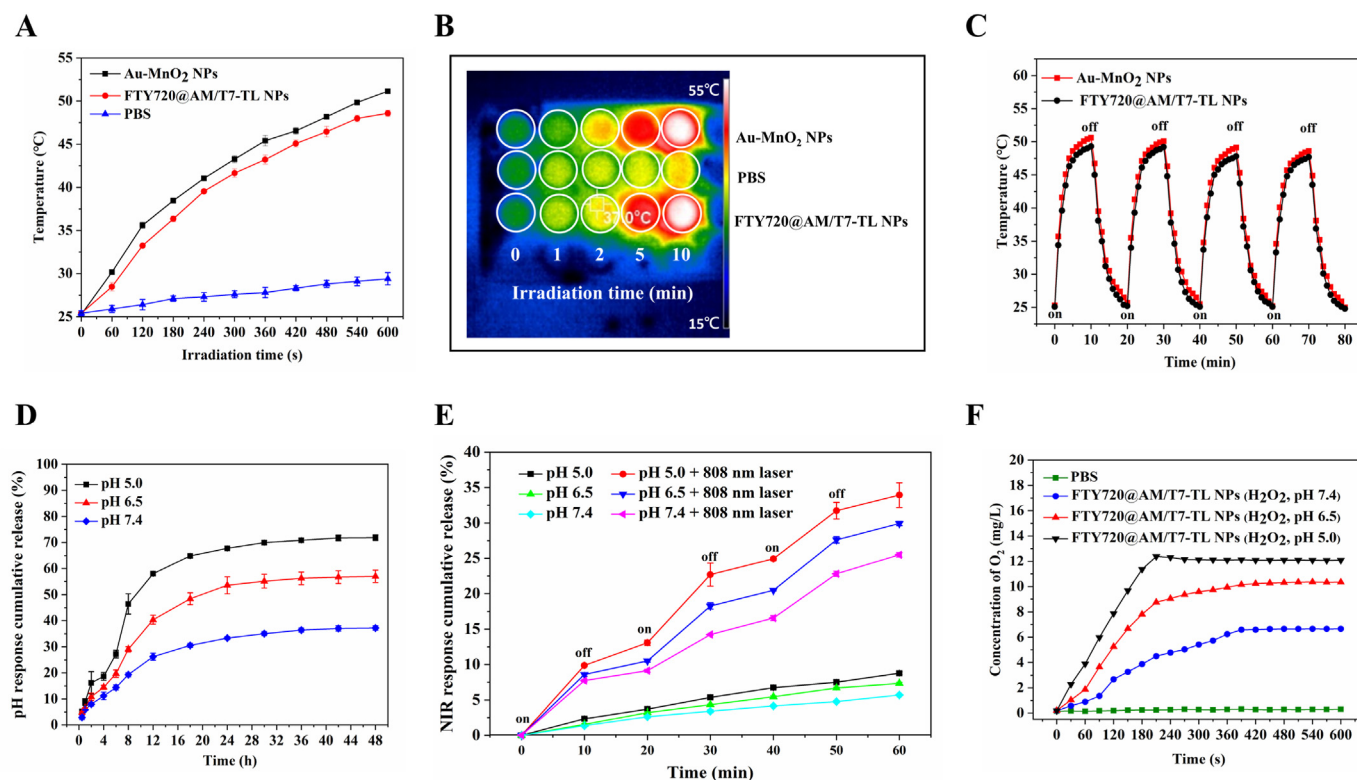 A
Temperature (°C)
55
50
45
40
35
30
25
Au-MnO2 NPs
FTY720@AM/T7-TL NPs
PBS
0 60 120 180 240 300 360 420 480 540 600
Irradiation time (s)
B
55℃
Au-MnO2 NPs
PBS
37.0°C
FTY720@AM/T7-TL NPs
0 1 2 5 10
Irradiation time (min)
15℃
C
Temperature (°C)
60
55
50
45
40
35
30
25
Au-MnO2 NPs
FTY720@AM/T7-TL NPs
off off off off
on on on on
0 10 20 30 40 50 60 70 80
Time (min)
D
pH response cumulative release (%)
100
90
80
70
60
50
40
30
20
10
0
pH 5.0
pH 6.5
pH 7.4
0 4 8 12 16 20 24 28 32 36 40 44 48
Time (h)
E
NIR response cumulative release (%)
40
35
30
25
20
15
10
5
0
pH 5.0 pH 5.0 + 808 nm laser
pH 6.5 pH 6.5 + 808 nm laser
pH 7.4 pH 7.4 + 808 nm laser
on off on off on off
0 10 20 30 40 50 60
Time (min)
F
Concentration of O2 (mg/L)
20
18
16
14
12
10
8
6
4
2
0
PBS
FTY720@AM/T7-TL NPs (H2O2, pH 7.4)
FTY720@AM/T7-TL NPs (H2O2, pH 6.5)
FTY720@AM/T7-TL NPs (H2O2, pH 5.0)
0 60 120 180 240 300 360 420 480 540 600
Time (s)